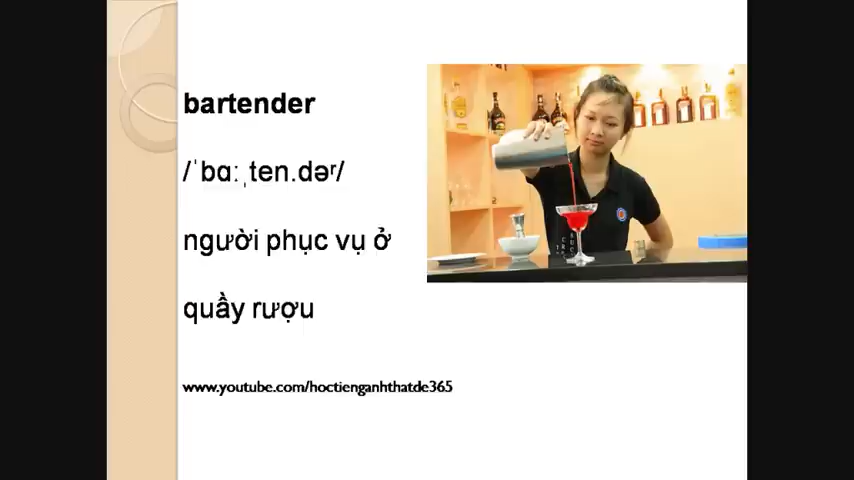 bartender
/ˈbɑːˌten.dəʳ/
người phục vụ ở
quầy rượu
www.youtube.com/hoctienganhthatde365